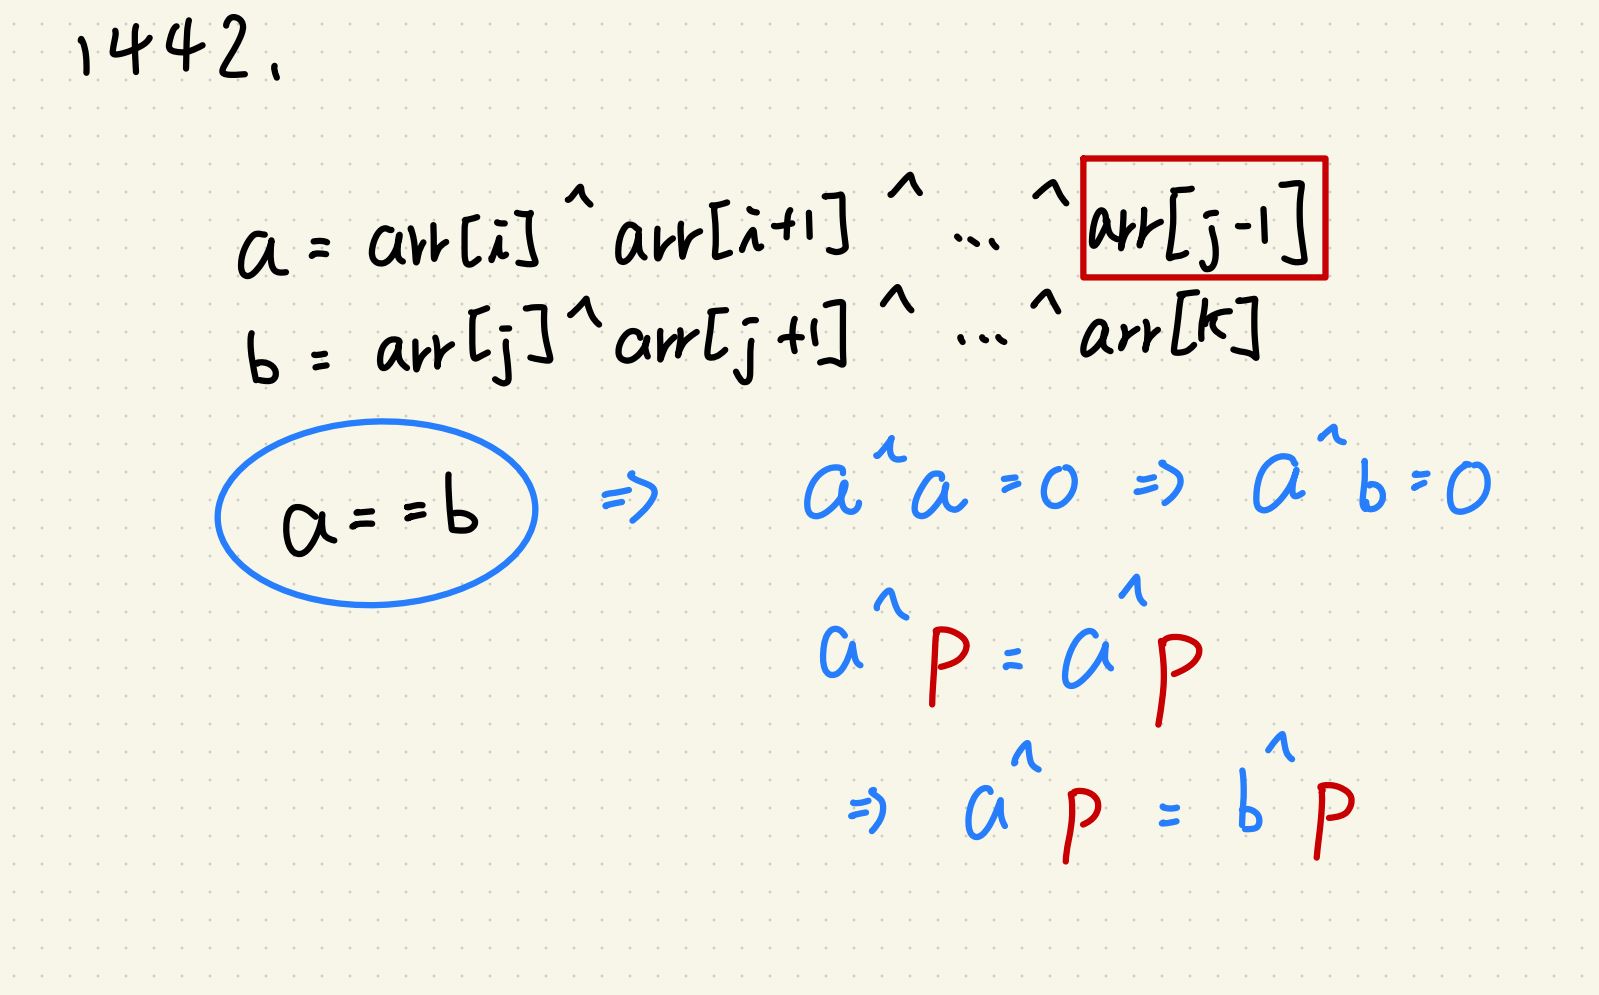 1442.
a = arr[i] ^ arr[i+1] ^ ... ^ arr[j-1]
b = arr[j] ^ arr[j+1] ^ ... ^ arr[k]
a == b ⇒ a ^ a = 0 ⇒ a ^ b = 0
a ^ p = a ^ p
⇒ a ^ p = b ^ p